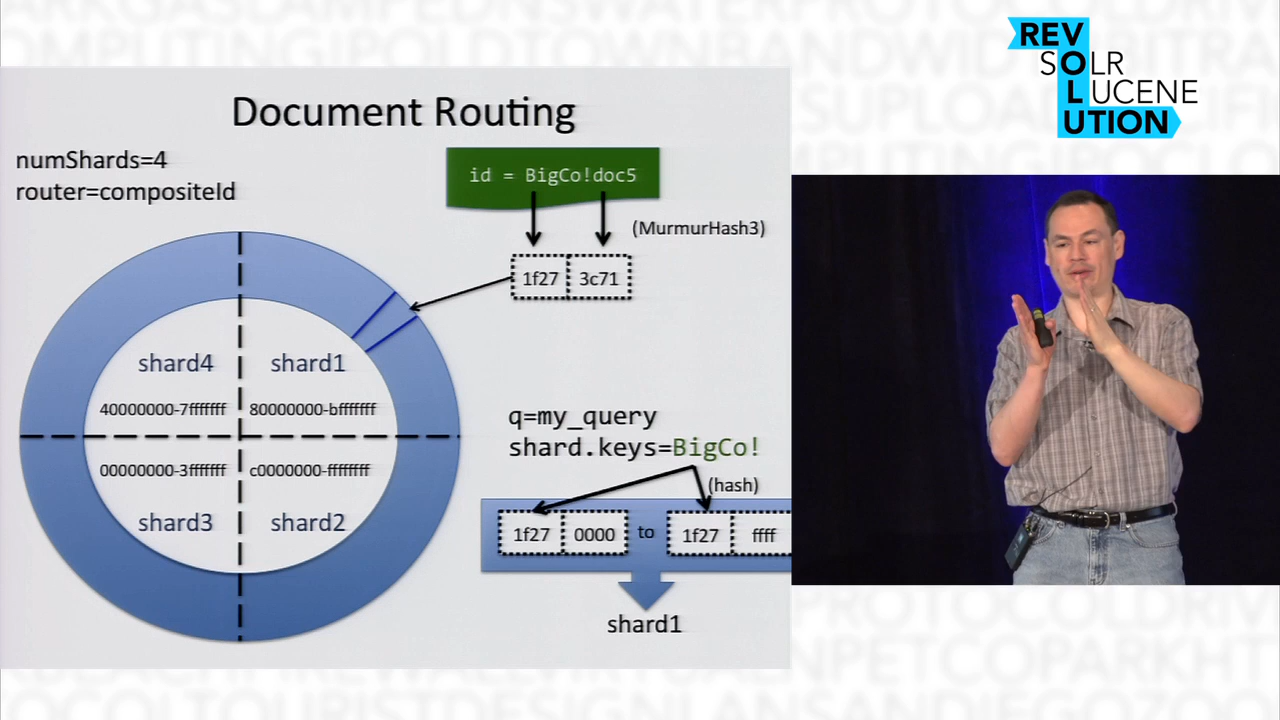 REV
SOLR
LUCENE
UTION
Document Routing
numShards=4
router=compositeId
id = BigCo!doc5
(MurmurHash3)
1f27 3c71
shard4 shard1
40000000-7fffffff 80000000-bfffffff
00000000-3fffffff c0000000-ffffffff
shard3 shard2
q=my_query
shard.keys=BigCo!
(hash)
1f27 0000 to 1f27 ffff
shard1